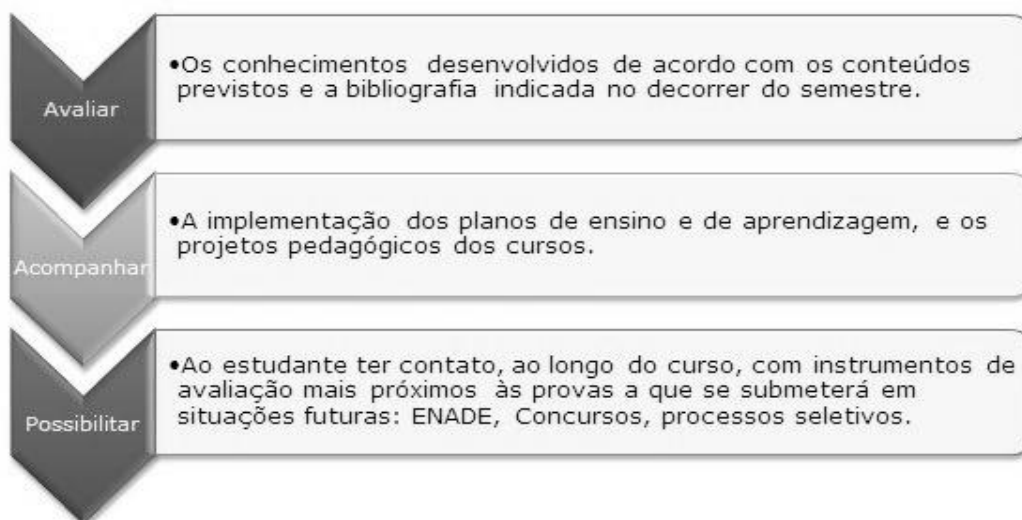 Avaliar
•Os conhecimentos desenvolvidos de acordo com os conteúdos
previstos e a bibliografia indicada no decorrer do semestre.
Acompanhar
•A implementação dos planos de ensino e de aprendizagem, e os
projetos pedagógicos dos cursos.
Possibilitar
•Ao estudante ter contato, ao longo do curso, com instrumentos de
avaliação mais próximos às provas a que se submeterá em
situações futuras: ENADE, Concursos, processos seletivos.